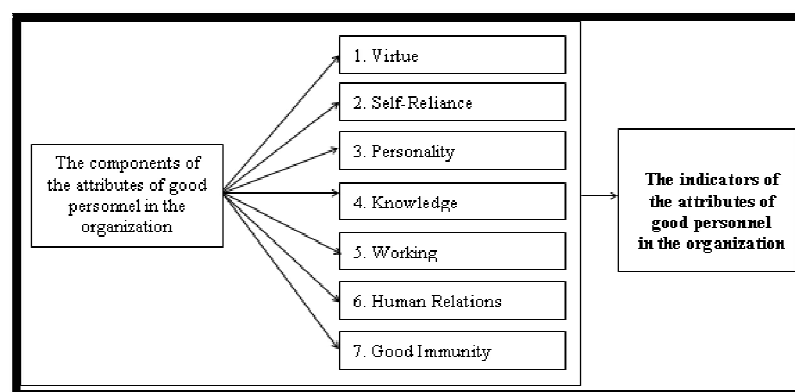 The components of
the attributes of good
personnel in the
organization
1. Virtue
2. Self-Reliance
3. Personality
4. Knowledge
5. Working
6. Human Relations
7. Good Immunity
The indicators of
the attributes of
good personnel
in the organization